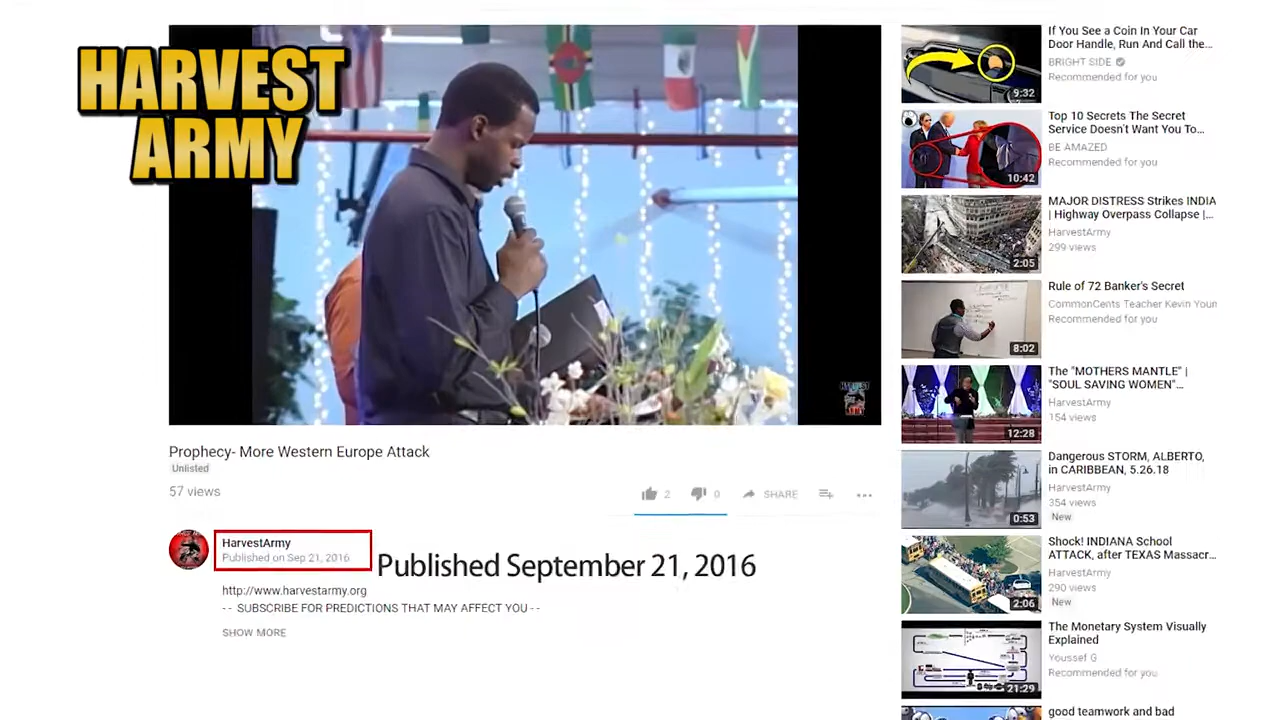 HARVEST
ARMY
HARVEST
ARMY
Prophecy- More Western Europe Attack
Unlisted
57 views
2
0
SHARE
HarvestArmy
Published on Sep 21, 2016
Published September 21, 2016
http://www.harvestarmy.org
-- SUBSCRIBE FOR PREDICTIONS THAT MAY AFFECT YOU--
SHOW MORE
9:32
If You See a Coin In Your Car
Door Handle, Run And Call the...
BRIGHT SIDE
Recommended for you
10:42
Top 10 Secrets The Secret
Service Doesn't Want You To...
BE AMAZED
Recommended for you
2:05
MAJOR DISTRESS Strikes INDIA
| Highway Overpass Collapse |...
HarvestArmy
299 views
8:02
Rule of 72 Banker's Secret
CommonCents Teacher Kevin Youn
Recommended for you
12:28
The "MOTHERS MANTLE" |
"SOUL SAVING WOMEN"...
HarvestArmy
154 views
0:53
Dangerous STORM, ALBERTO,
in CARIBBEAN, 5.26.18
HarvestArmy
354 views
New
2:06
Shock! INDIANA School
ATTACK, after TEXAS Massacr...
HarvestArmy
290 views
New
21:29
The Monetary System Visually
Explained
Youssef G
Recommended for you
good teamwork and bad